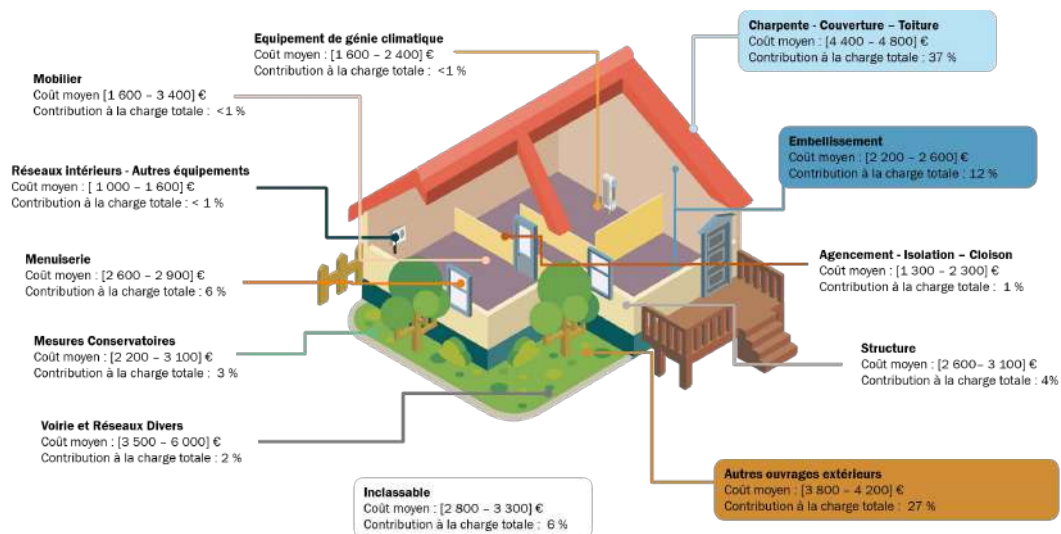 Equipement de génie climatique
Coût moyen : [1 600 – 2 400] €
Contribution à la charge totale : <1 %
Charpente - Couverture – Toiture
Coût moyen : [4 400 – 4 800] €
Contribution à la charge totale : 37 %
Mobilier
Coût moyen [1 600 – 3 400] €
Contribution à la charge totale : <1 %
Embellissement
Coût moyen : [2 200 – 2 600] €
Contribution à la charge totale : 12 %
Réseaux intérieurs - Autres équipements
Coût moyen : [ 1 000 – 1 600] €
Contribution à la charge totale : < 1 %
Menuiserie
Coût moyen : [2 600 – 2 900] €
Contribution à la charge totale : 6 %
Agencement - Isolation – Cloison
Coût moyen : [1 300 – 2 300] €
Contribution à la charge totale : 1 %
Mesures Conservatoires
Coût moyen : [2 200 – 3 100] €
Contribution à la charge totale : 3 %
Structure
Coût moyen : [2 600– 3 100] €
Contribution à la charge totale : 4%
Voirie et Réseaux Divers
Coût moyen : [3 500 – 6 000] €
Contribution à la charge totale : 2 %
Autres ouvrages extérieurs
Coût moyen : [3 800 – 4 200] €
Contribution à la charge totale : 27 %
Inclassable
Coût moyen : [2 800 – 3 300] €
Contribution à la charge totale : 6 %